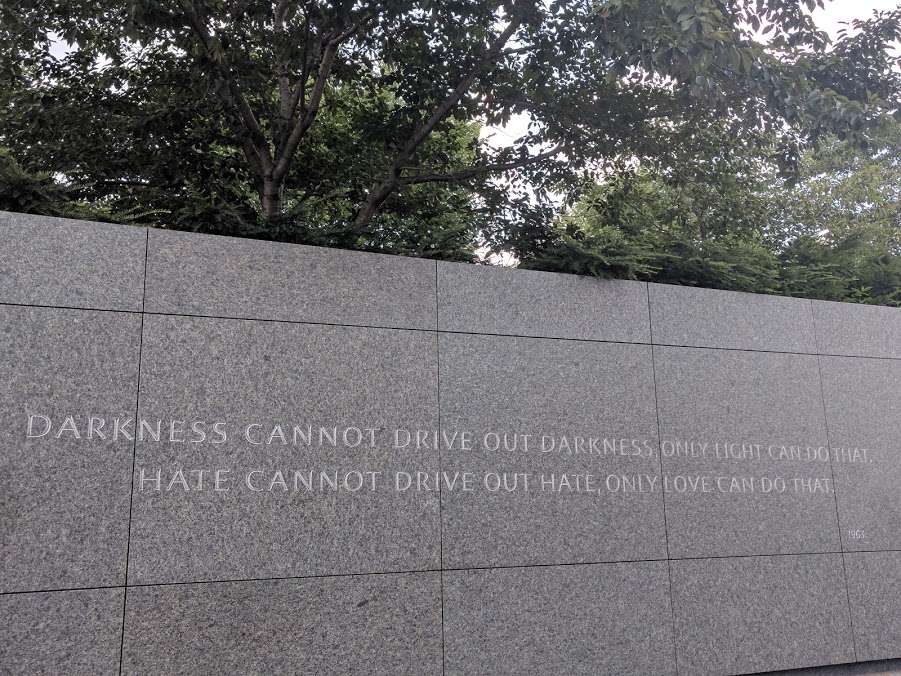 DARKNESS CANNOT DRIVE OUT DARKNESS, ONLY LIGHT CAN DO THAT.
HATE CANNOT DRIVE OUT HATE, ONLY LOVE CAN DO THAT.
1963.